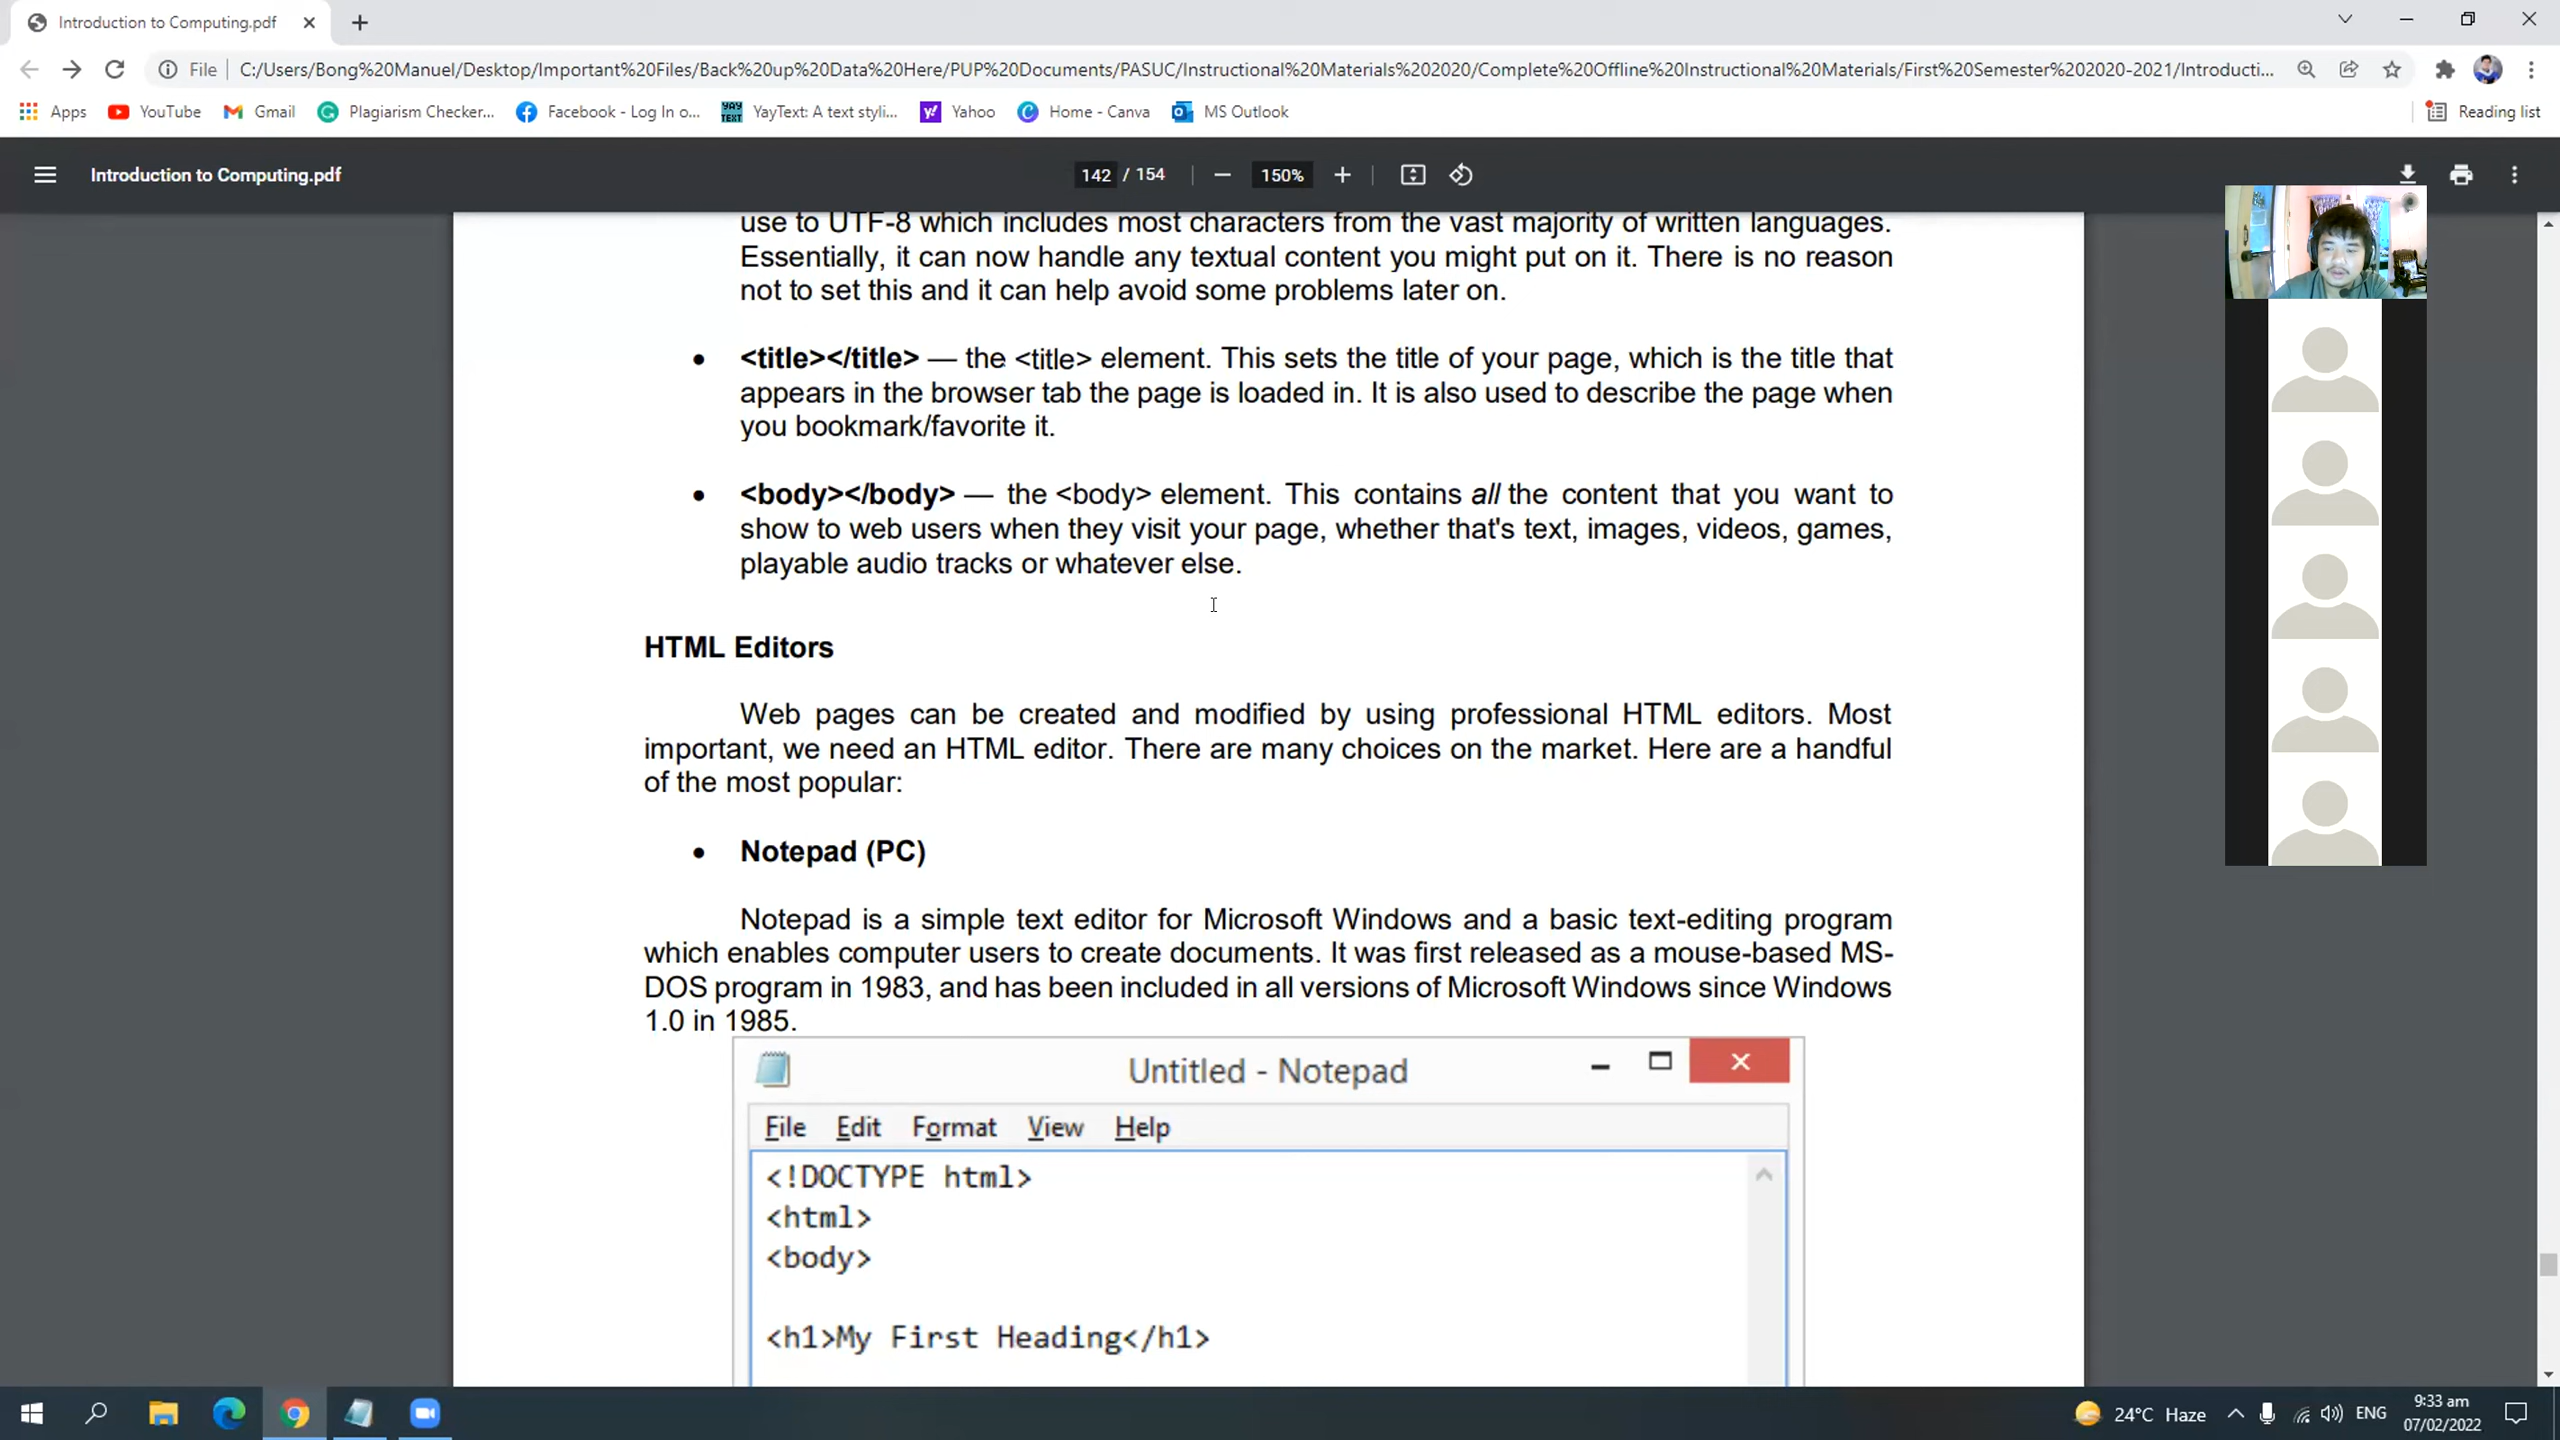 Introduction to Computing.pdf
File C:/Users/Bong%20Manuel/Desktop/Important%20Files/Back%20up%20Data%20Here/PUP%20Documents/PASUC/Instructional%20Materials%202020/Complete%20Offline%20Instructional%20Materials/First%20Semester%202020-2021/Introducti...
Apps YouTube Gmail Plagiarism Checker... Facebook - Log In o... YAY TEXT YayText: A text styli... Yahoo Home - Canva MS Outlook Reading list
Introduction to Computing.pdf 142 / 154 150%
use to UTF-8 which includes most characters from the vast majority of written languages.
Essentially, it can now handle any textual content you might put on it. There is no reason
not to set this and it can help avoid some problems later on.
• <title></title> — the <title> element. This sets the title of your page, which is the title that
appears in the browser tab the page is loaded in. It is also used to describe the page when
you bookmark/favorite it.
• <body></body> — the <body> element. This contains all the content that you want to
show to web users when they visit your page, whether that's text, images, videos, games,
playable audio tracks or whatever else.
HTML Editors
Web pages can be created and modified by using professional HTML editors. Most
important, we need an HTML editor. There are many choices on the market. Here are a handful
of the most popular:
• Notepad (PC)
Notepad is a simple text editor for Microsoft Windows and a basic text-editing program
which enables computer users to create documents. It was first released as a mouse-based MS-
DOS program in 1983, and has been included in all versions of Microsoft Windows since Windows
1.0 in 1985.
Untitled - Notepad
File Edit Format View Help
<!DOCTYPE html>
<html>
<body>
<h1>My First Heading</h1>
24°C Haze ENG 9:33 am
07/02/2022